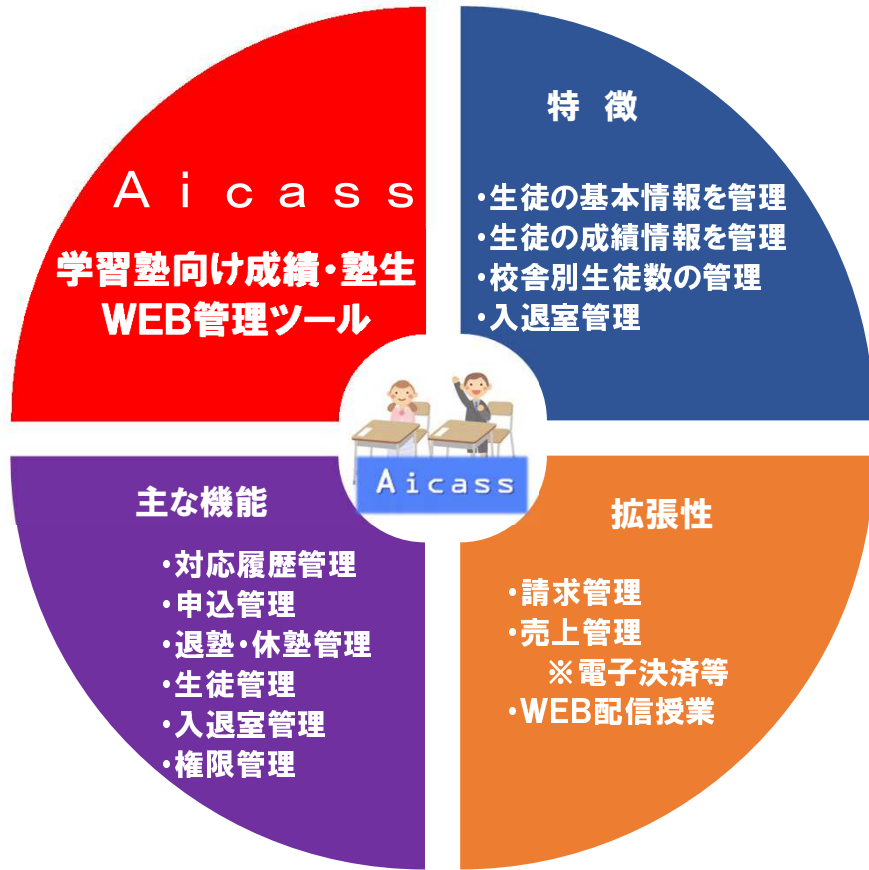 Ａｉｃａｓｓ
学習塾向け成績・塾生
WEB管理ツール
特 徴
・生徒の基本情報を管理
・生徒の成績情報を管理
・校舎別生徒数の管理
・入退室管理
Aicass
主な機能
・対応履歴管理
・申込管理
・退塾・休塾管理
・生徒管理
・入退室管理
・権限管理
拡張性
・請求管理
・売上管理
※電子決済等
・WEB配信授業